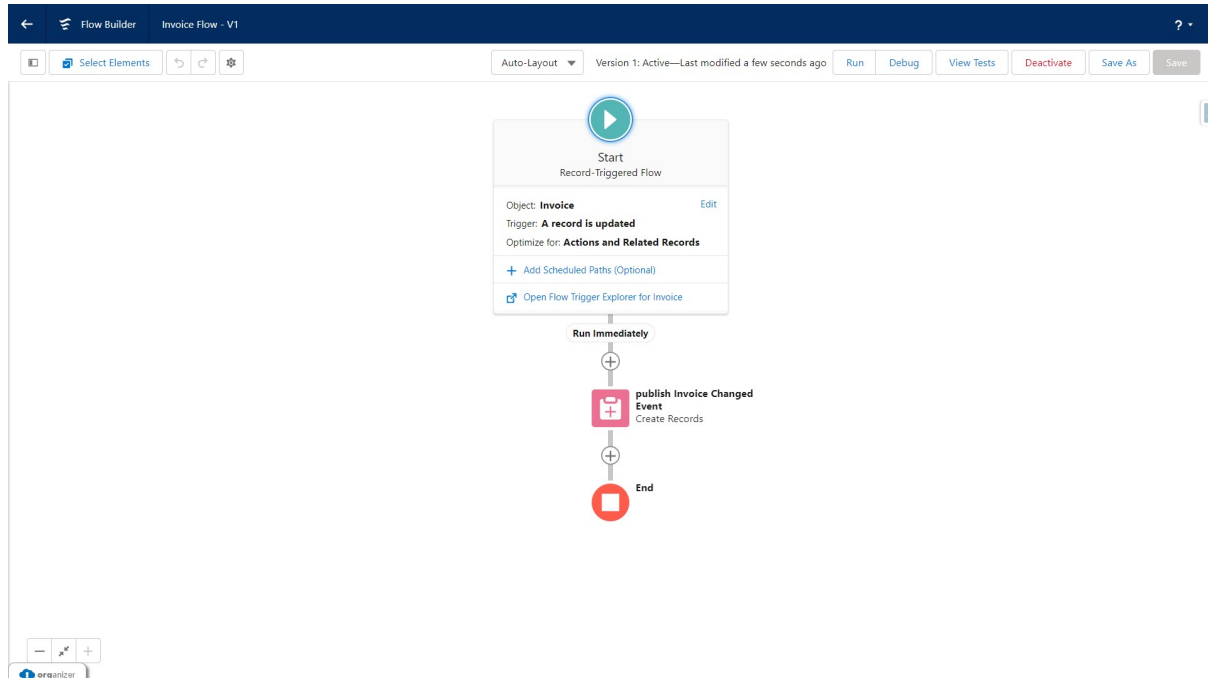 Flow Builder
Invoice Flow - V1
?
Select Elements
Auto-Layout
Version 1: Active—Last modified a few seconds ago
Run
Debug
View Tests
Deactivate
Save As
Save
Start
Record-Triggered Flow
Object: Invoice
Edit
Trigger: A record is updated
Optimize for: Actions and Related Records
+ Add Scheduled Paths (Optional)
Open Flow Trigger Explorer for Invoice
Run Immediately
publish Invoice Changed
Event
Create Records
End
organizer